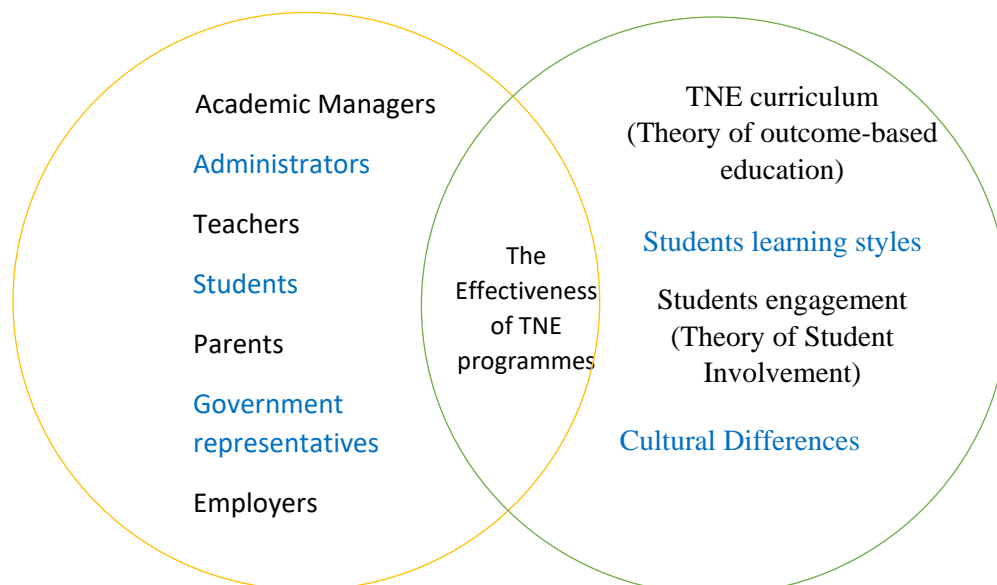 Academic Managers
Administrators
Teachers
Students
Parents
Government
representatives
Employers
The
Effectiveness
of TNE
programmes
TNE curriculum
(Theory of outcome-based
education)
Students learning styles
Students engagement
(Theory of Student
Involvement)
Cultural Differences